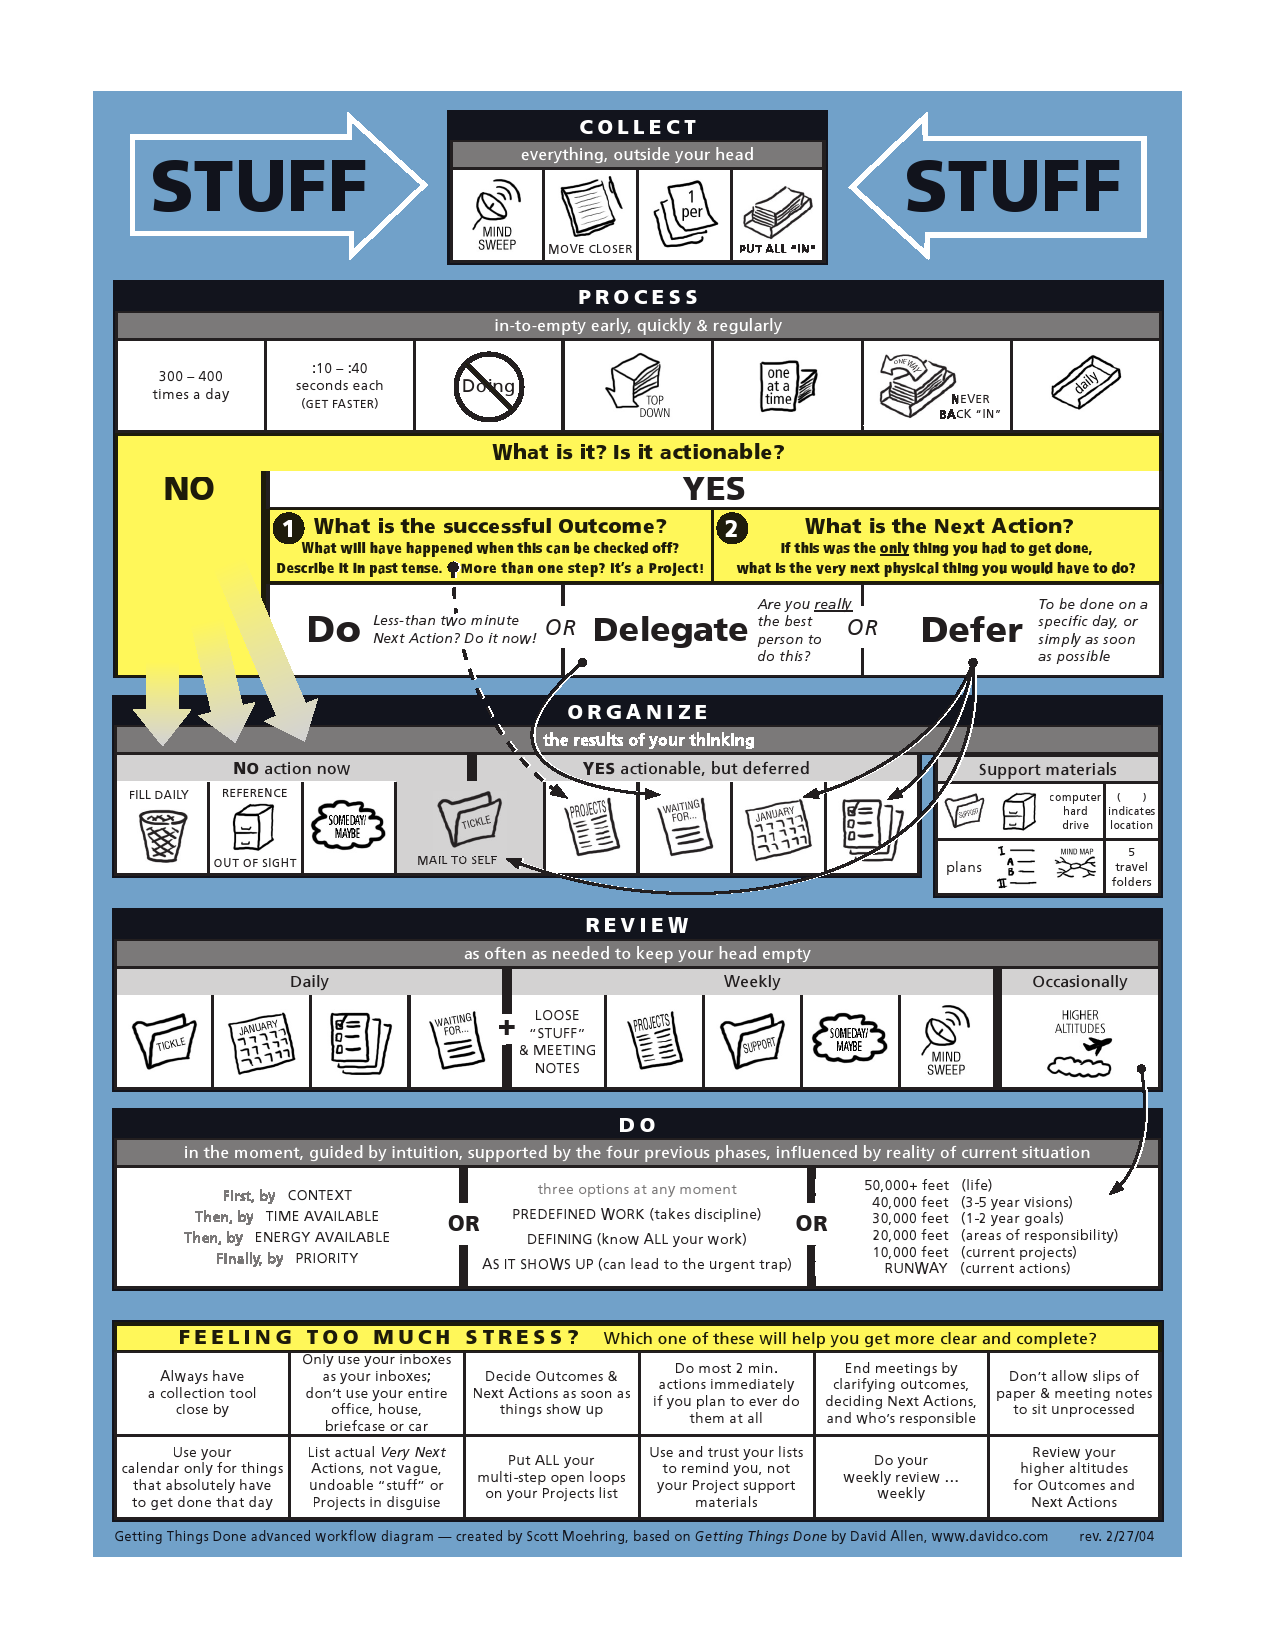 STUFF
COLLECT
everything, outside your head
MIND
SWEEP
MOVE CLOSER
1
per
PUT ALL "IN"
STUFF
PROCESS
in-to-empty early, quickly & regularly
300 – 400
times a day
:10 – :40
seconds each
(GET FASTER)
Doing
TOP
DOWN
one
at a
time
ONE WAY
NEVER
BACK "IN"
daily
What is it? Is it actionable?
NO
YES
1 What is the successful Outcome?
What will have happened when this can be checked off?
Describe it in past tense. More than one step? It's a Project!
2 What is the Next Action?
If this was the only thing you had to get done,
what is the very next physical thing you would have to do?
Do
Less-than two minute
Next Action? Do it now!
OR
Delegate
Are you really
the best
person to
do this?
OR
Defer
To be done on a
specific day, or
simply as soon
as possible
ORGANIZE
the results of your thinking
NO action now
FILL DAILY
REFERENCE
OUT OF SIGHT
SOMEDAY/
MAYBE
TICKLE
MAIL TO SELF
YES actionable, but deferred
PROJECTS
WAITING
FOR...
JANUARY
Support materials
SUPPORT
computer
hard
drive
( )
indicates
location
plans
I
A
B
II
MIND MAP
5
travel
folders
REVIEW
as often as needed to keep your head empty
Daily
TICKLE
JANUARY
WAITING
FOR...
+
Weekly
LOOSE
"STUFF"
& MEETING
NOTES
PROJECTS
SUPPORT
SOMEDAY/
MAYBE
MIND
SWEEP
Occasionally
HIGHER
ALTITUDES
DO
in the moment, guided by intuition, supported by the four previous phases, influenced by reality of current situation
First, by CONTEXT
Then, by TIME AVAILABLE
Then, by ENERGY AVAILABLE
Finally, by PRIORITY
OR
three options at any moment
PREDEFINED WORK (takes discipline)
DEFINING (know ALL your work)
AS IT SHOWS UP (can lead to the urgent trap)
OR
50,000+ feet (life)
40,000 feet (3-5 year visions)
30,000 feet (1-2 year goals)
20,000 feet (areas of responsibility)
10,000 feet (current projects)
RUNWAY (current actions)
FEELING TOO MUCH STRESS? Which one of these will help you get more clear and complete?
Always have
a collection tool
close by
Only use your inboxes
as your inboxes;
don't use your entire
office, house,
briefcase or car
Decide Outcomes &
Next Actions as soon as
things show up
Do most 2 min.
actions immediately
if you plan to ever do
them at all
End meetings by
clarifying outcomes,
deciding Next Actions,
and who's responsible
Don't allow slips of
paper & meeting notes
to sit unprocessed
Use your
calendar only for things
that absolutely have
to get done that day
List actual Very Next
Actions, not vague,
undoable "stuff" or
Projects in disguise
Put ALL your
multi-step open loops
on your Projects list
Use and trust your lists
to remind you, not
your Project support
materials
Do your
weekly review ...
weekly
Review your
higher altitudes
for Outcomes and
Next Actions
Getting Things Done advanced workflow diagram — created by Scott Moehring, based on Getting Things Done by David Allen, www.davidco.com rev. 2/27/04